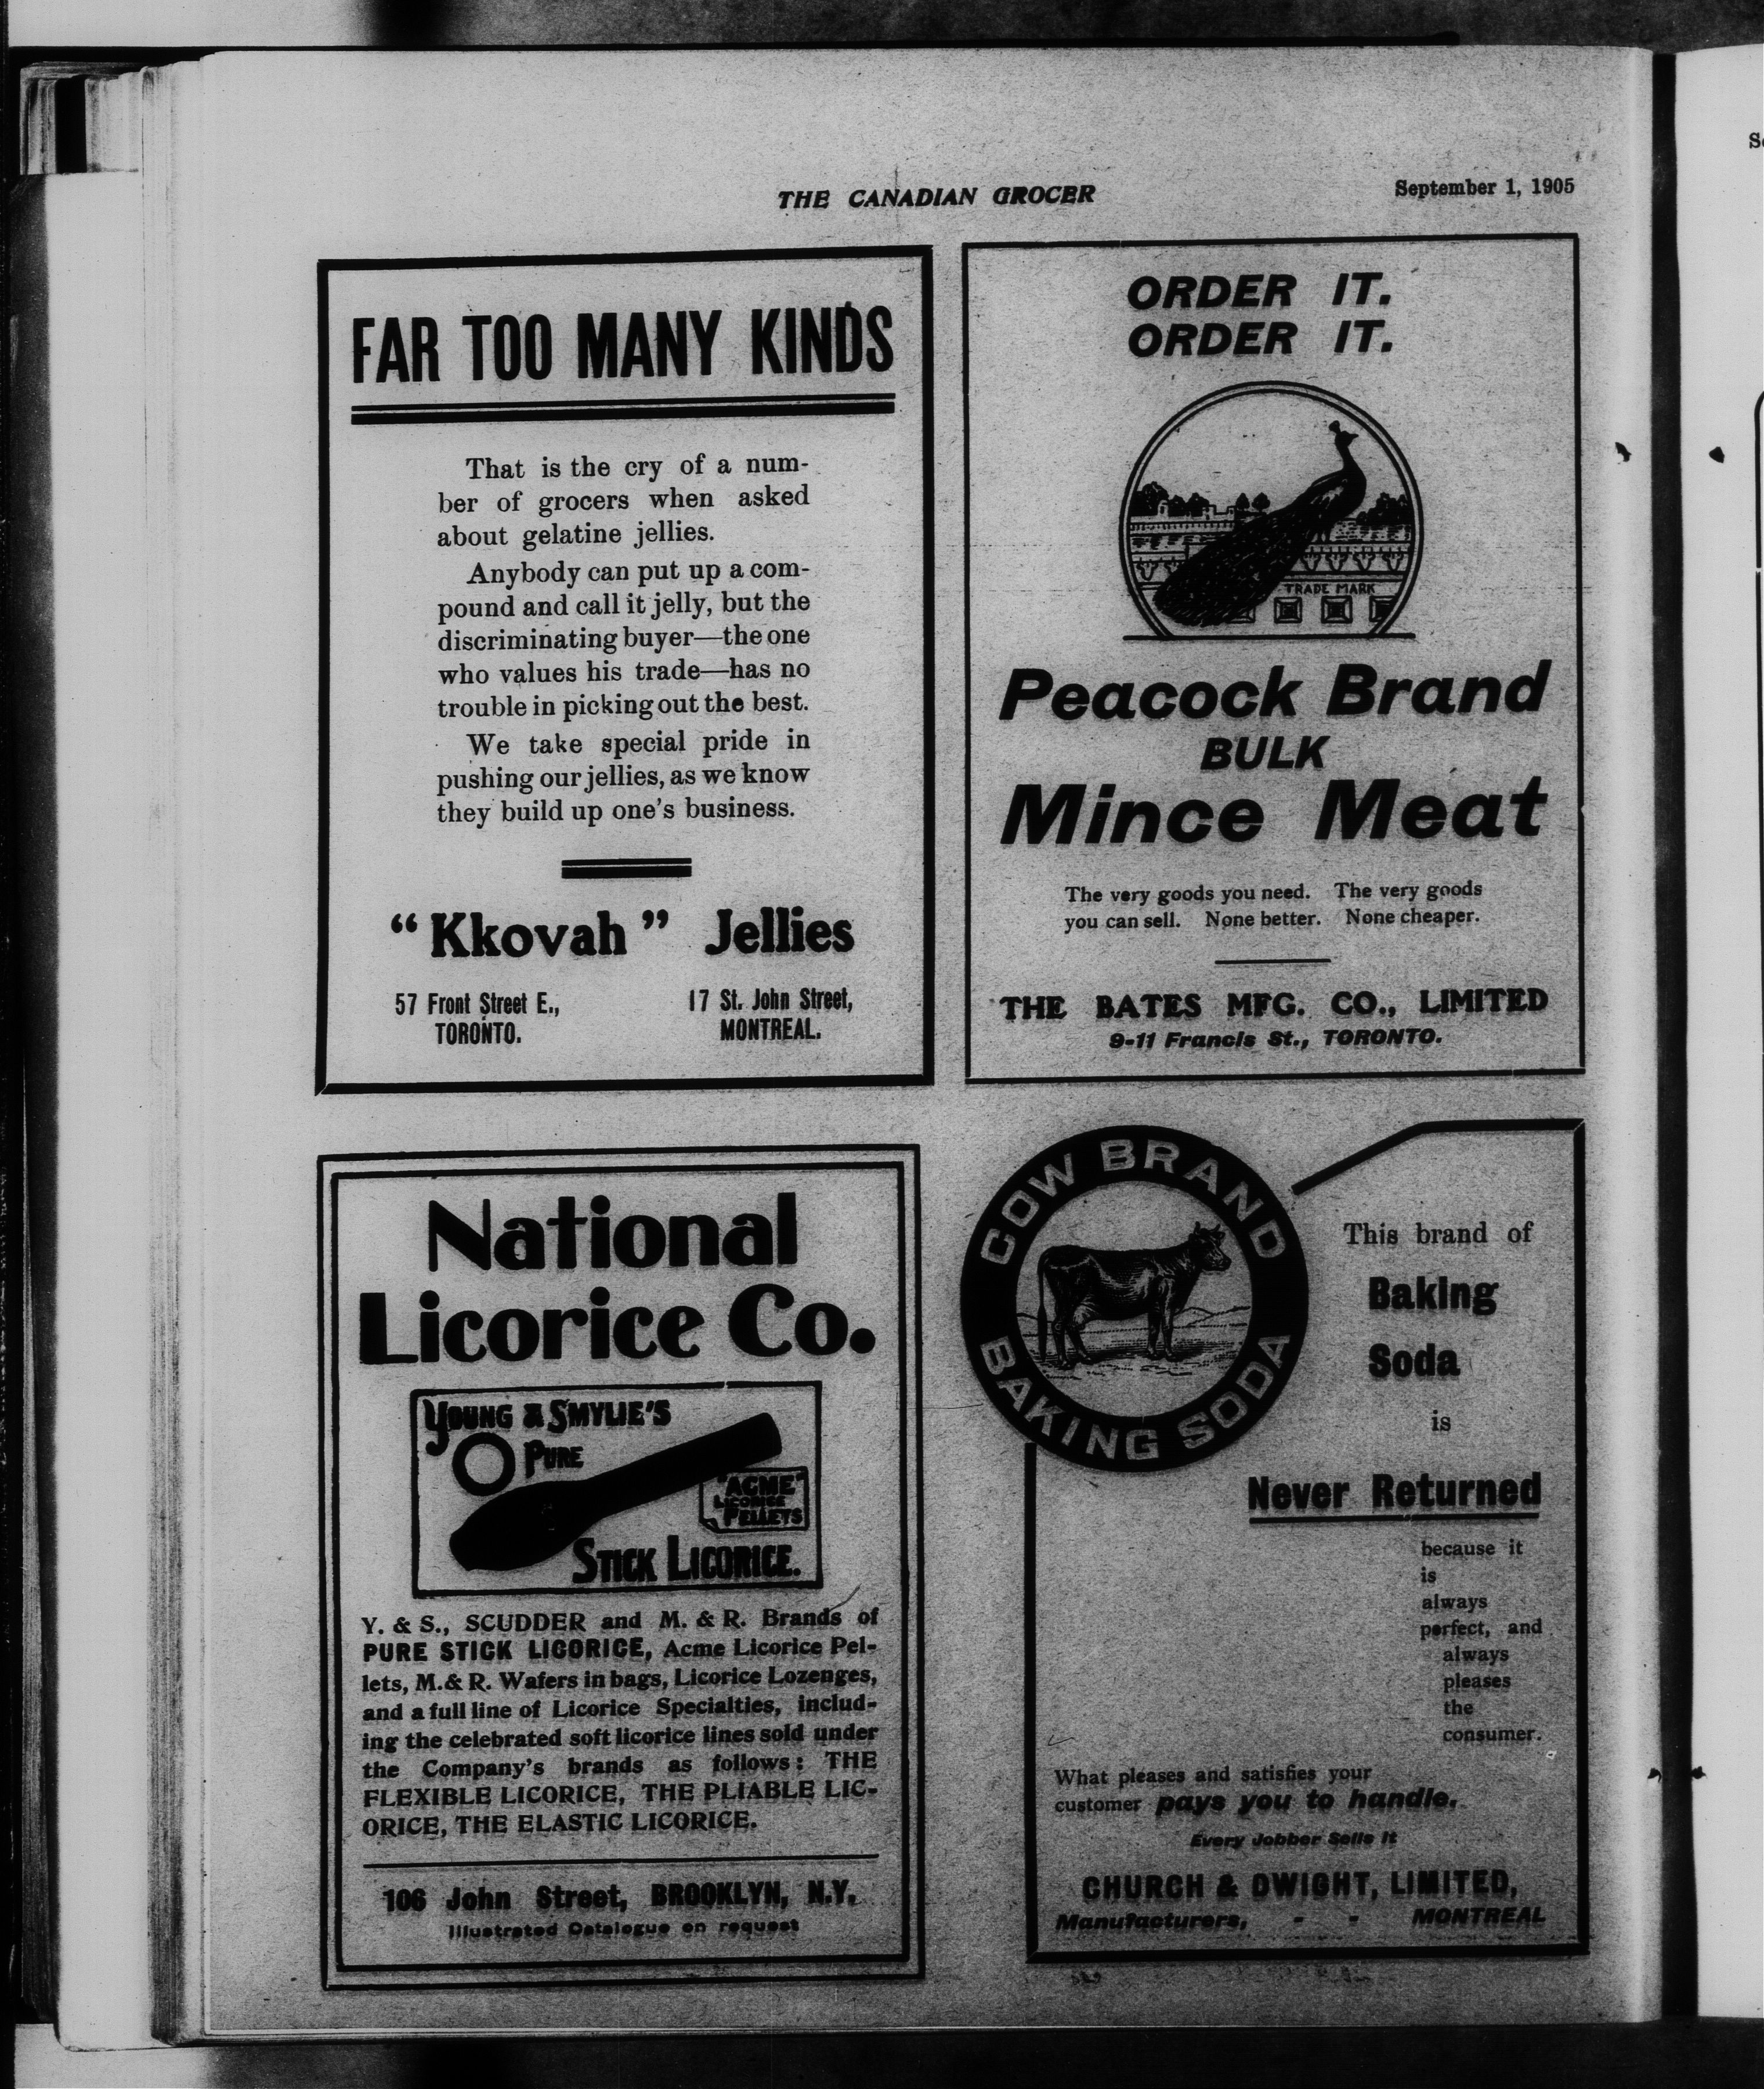 THE CANADIAN GROCER
September 1, 1905
FAR TOO MANY KINDS
That is the cry of a num-
ber of grocers when asked
about gelatine jellies.
Anybody can put up a com-
pound and call it jelly, but the
discriminating buyer—the one
who values his trade—has no
trouble in picking out the best.
We take special pride in
pushing our jellies, as we know
they build up one's business.
"Kkovah" Jellies
57 Front Street E.,
TORONTO.
17 St. John Street,
MONTREAL.
ORDER IT.
ORDER IT.
TRADE MARK
Peacock Brand
BULK
Mince Meat
The very goods you need. The very goods
you can sell. None better. None cheaper.
THE BATES MFG. CO., LIMITED
9-11 Francis St., TORONTO.
National
Licorice Co.
YOUNG & SMYLIE'S
PURE
"ACME"
LICORICE
PELLETS
STICK LICORICE.
Y. & S., SCUDDER and M. & R. Brands of
PURE STICK LICORICE, Acme Licorice Pel-
lets, M. & R. Wafers in bags, Licorice Lozenges,
and a full line of Licorice Specialties, includ-
ing the celebrated soft licorice lines sold under
the Company's brands as follows: THE
FLEXIBLE LICORICE, THE PLIABLE LIC-
ORICE, THE ELASTIC LICORICE.
106 John Street, BROOKLYN, N.Y.
Illustrated Catalogue on request
COW BRAND
BAKING SODA
This brand of
Baking
Soda
is
Never Returned
because it
is
always
perfect, and
always
pleases
the
consumer.
What pleases and satisfies your
customer pays you to handle.
Every Jobber Sells It
CHURCH & DWIGHT, LIMITED,
Manufacturers, - - MONTREAL